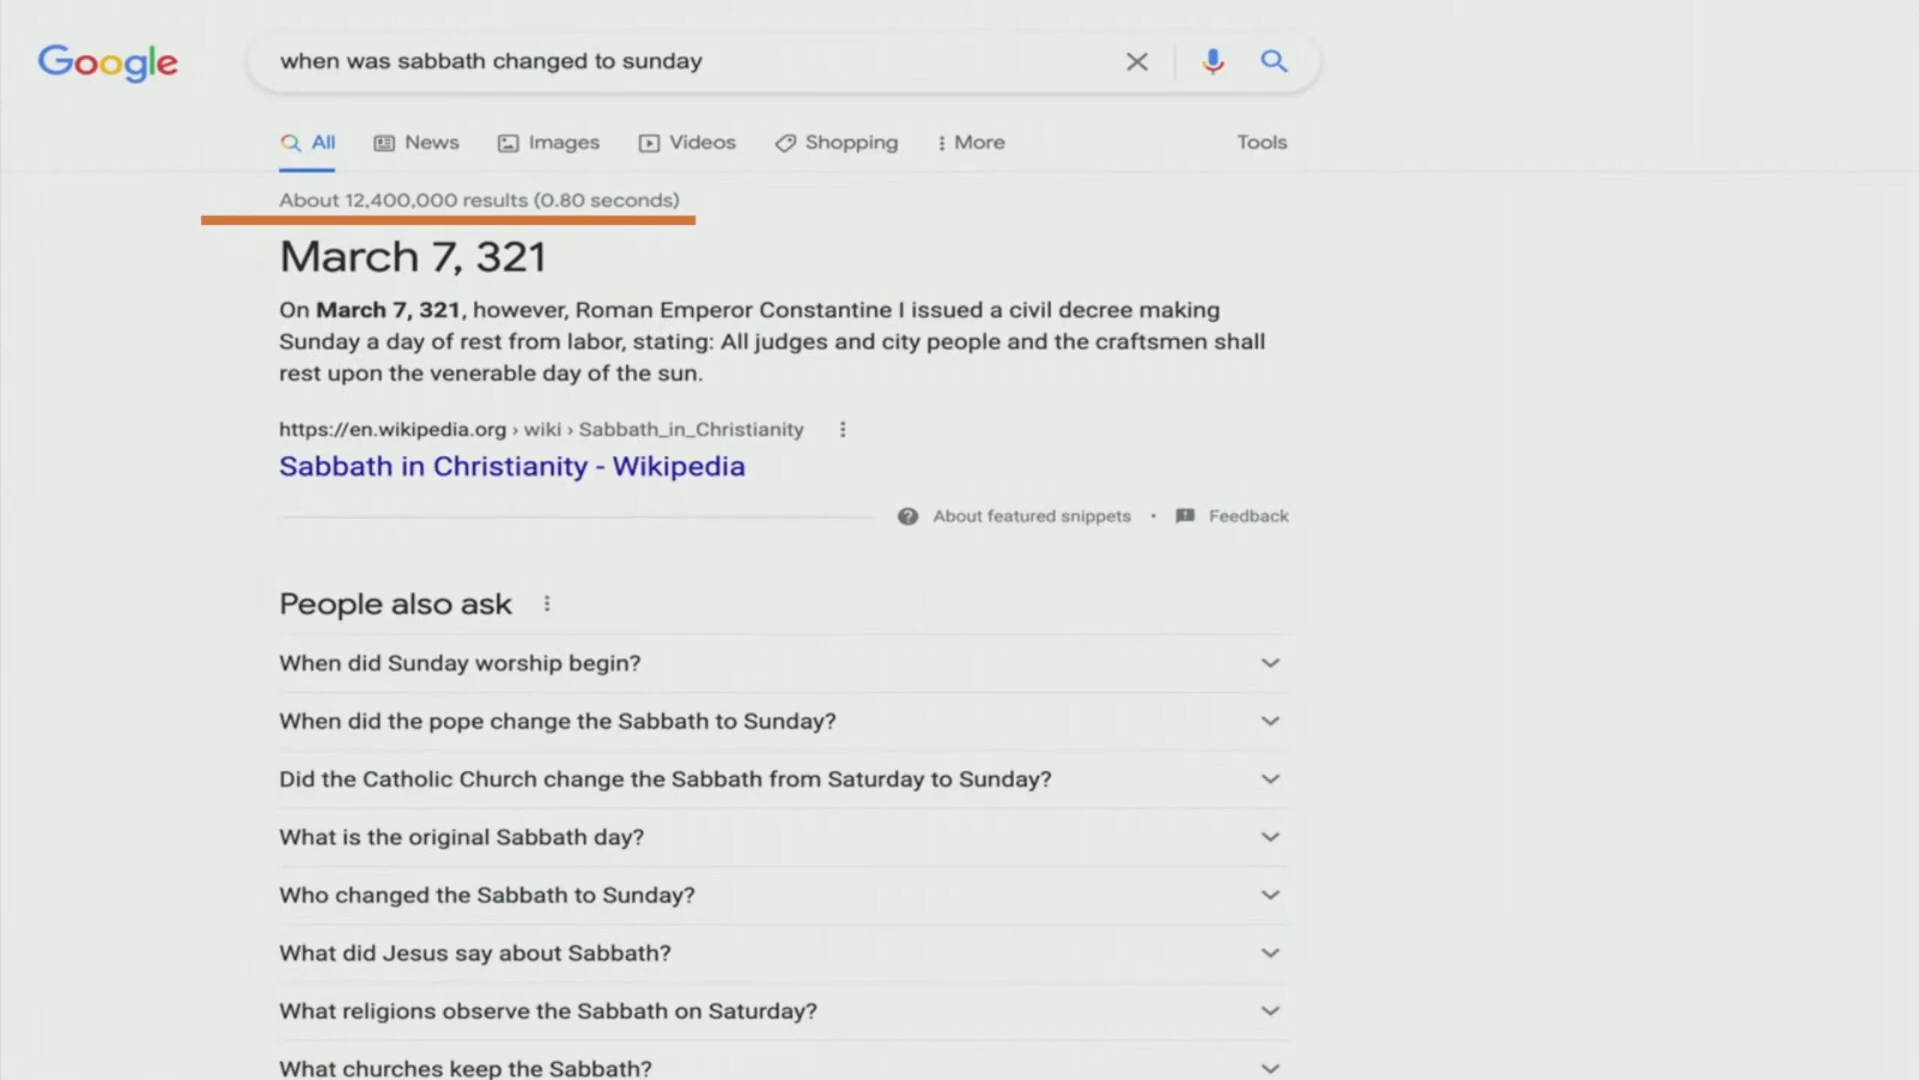 Google
when was sabbath changed to sunday
All News Images Videos Shopping More Tools
About 12,400,000 results (0.80 seconds)
March 7, 321
On March 7, 321, however, Roman Emperor Constantine I issued a civil decree making
Sunday a day of rest from labor, stating: All judges and city people and the craftsmen shall
rest upon the venerable day of the sun.
https://en.wikipedia.org › wiki › Sabbath_in_Christianity
Sabbath in Christianity - Wikipedia
About featured snippets • Feedback
People also ask
When did Sunday worship begin?
When did the pope change the Sabbath to Sunday?
Did the Catholic Church change the Sabbath from Saturday to Sunday?
What is the original Sabbath day?
Who changed the Sabbath to Sunday?
What did Jesus say about Sabbath?
What religions observe the Sabbath on Saturday?
What churches keep the Sabbath?